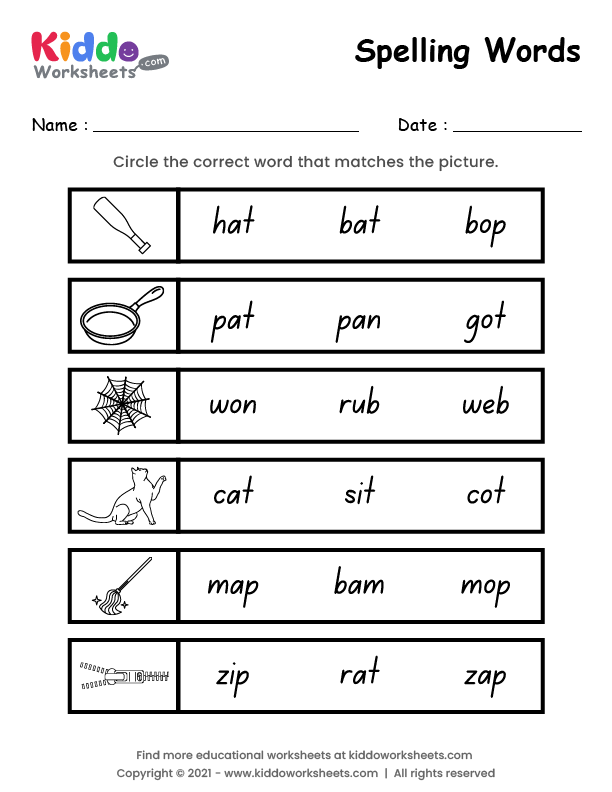 Kiddo
Worksheets.com
Spelling Words
Name : Date :
Circle the correct word that matches the picture.
hat bat bop
pat pan got
won rub web
cat sit cot
map bam mop
zip rat zap
Find more educational worksheets at kiddoworksheets.com
Copyright © 2021 - www.kiddoworksheets.com | All rights reserved